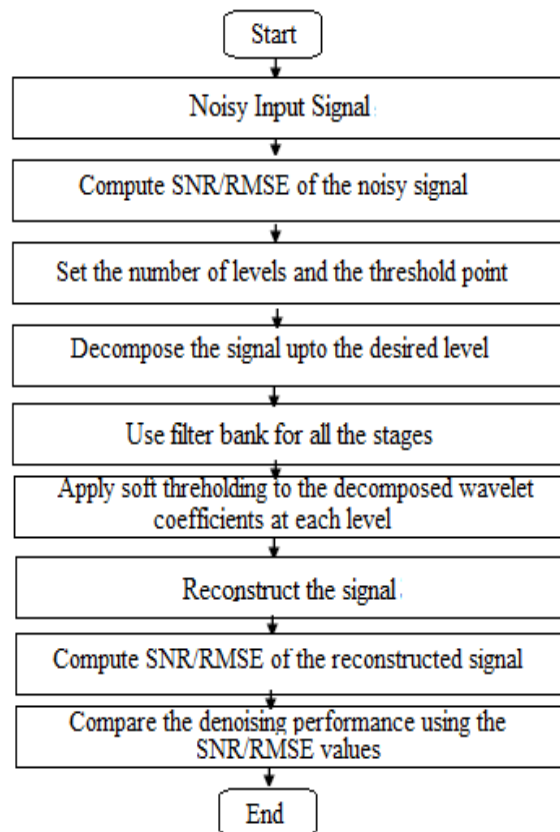 Start
Noisy Input Signal
Compute SNR/RMSE of the noisy signal
Set the number of levels and the threshold point
Decompose the signal upto the desired level
Use filter bank for all the stages
Apply soft threholding to the decomposed wavelet
coefficients at each level
Reconstruct the signal
Compute SNR/RMSE of the reconstructed signal
Compare the denoising performance using the
SNR/RMSE values
End